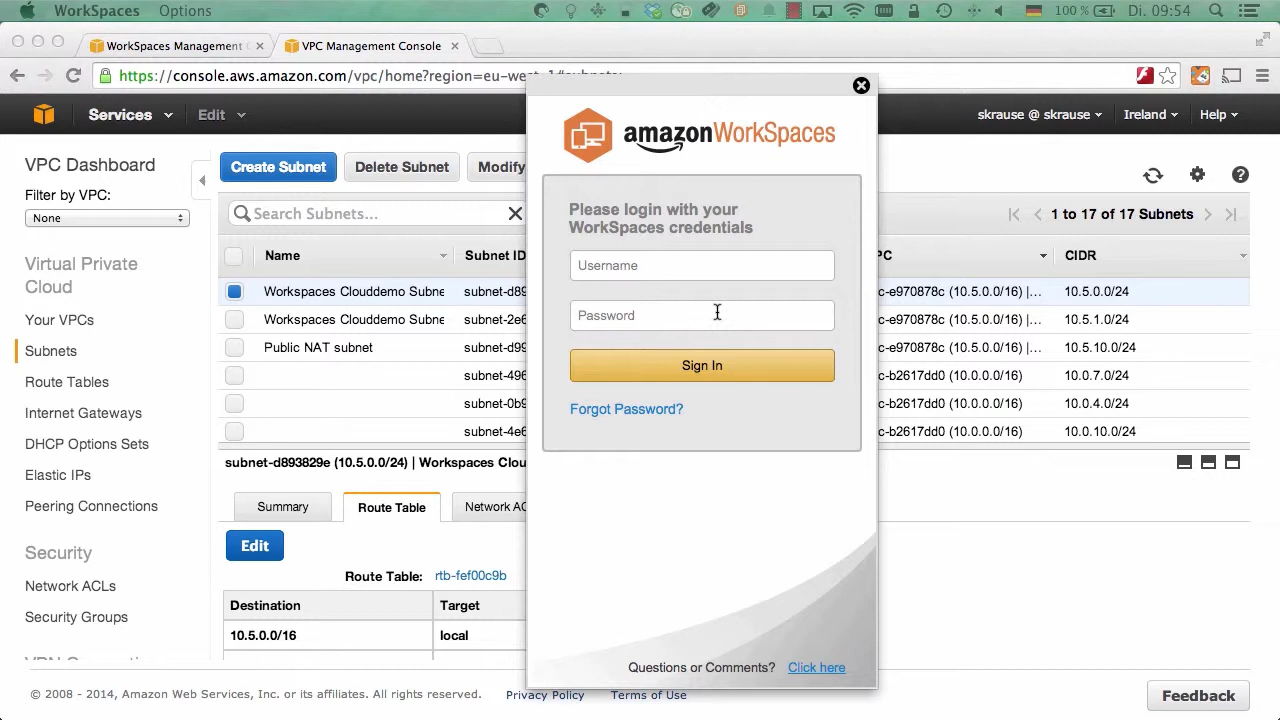 WorkSpaces Options 100 % Di. 09:54
WorkSpaces Management VPC Management Console
https://console.aws.amazon.com/vpc/home?region=eu-west-1#subnets:
Services Edit skrause @ skrause Ireland Help
amazonWorkSpaces
VPC Dashboard
Filter by VPC:
None
Create Subnet Delete Subnet Modify
Search Subnets... 1 to 17 of 17 Subnets
Please login with your
WorkSpaces credentials
Username
Password
Sign In
Forgot Password?
Questions or Comments? Click here
Name Subnet ID PC CIDR
Workspaces Clouddemo Subne subnet-d89 c-e970878c (10.5.0.0/16) |... 10.5.0.0/24
Workspaces Clouddemo Subne subnet-2e6 c-e970878c (10.5.0.0/16) |... 10.5.1.0/24
Public NAT subnet subnet-d99 c-e970878c (10.5.0.0/16) |... 10.5.10.0/24
subnet-496 c-b2617dd0 (10.0.0.0/16) 10.0.7.0/24
subnet-0b9 c-b2617dd0 (10.0.0.0/16) 10.0.4.0/24
subnet-4e6 c-b2617dd0 (10.0.0.0/16) 10.0.10.0/24
Virtual Private
Cloud
Your VPCs
Subnets
Route Tables
Internet Gateways
DHCP Options Sets
Elastic IPs
Peering Connections
Security
Network ACLs
Security Groups
subnet-d893829e (10.5.0.0/24) | Workspaces Clou
Summary Route Table Network AC
Edit
Route Table: rtb-fef00c9b
Destination Target
10.5.0.0/16 local
© 2008 - 2014, Amazon Web Services, Inc. or its affiliates. All rights reserved. Privacy Policy Terms of Use Feedback